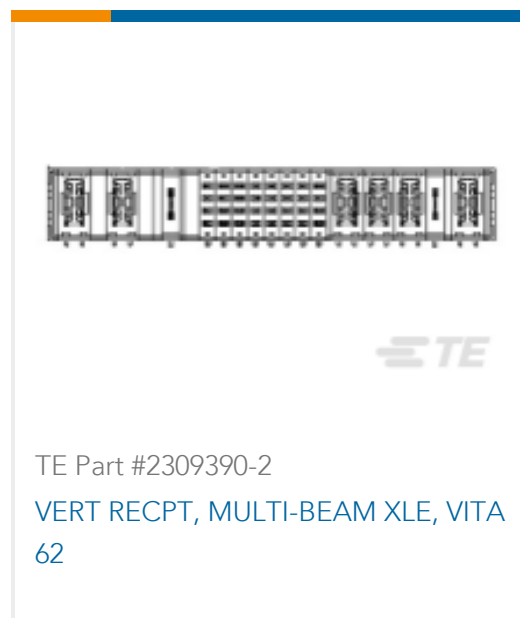 TE
TE Part #2309390-2
VERT RECPT, MULTI-BEAM XLE, VITA
62